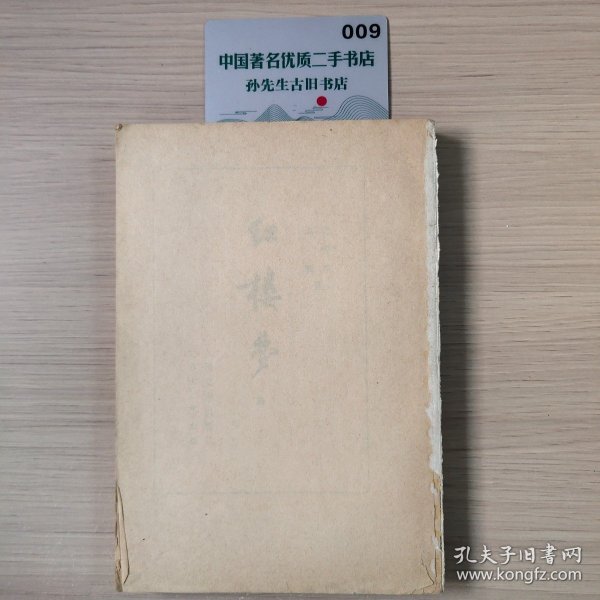 009
中国著名优质二手书店
孙先生古旧书店
红楼梦
孔夫子旧书网
www.kongfz.com